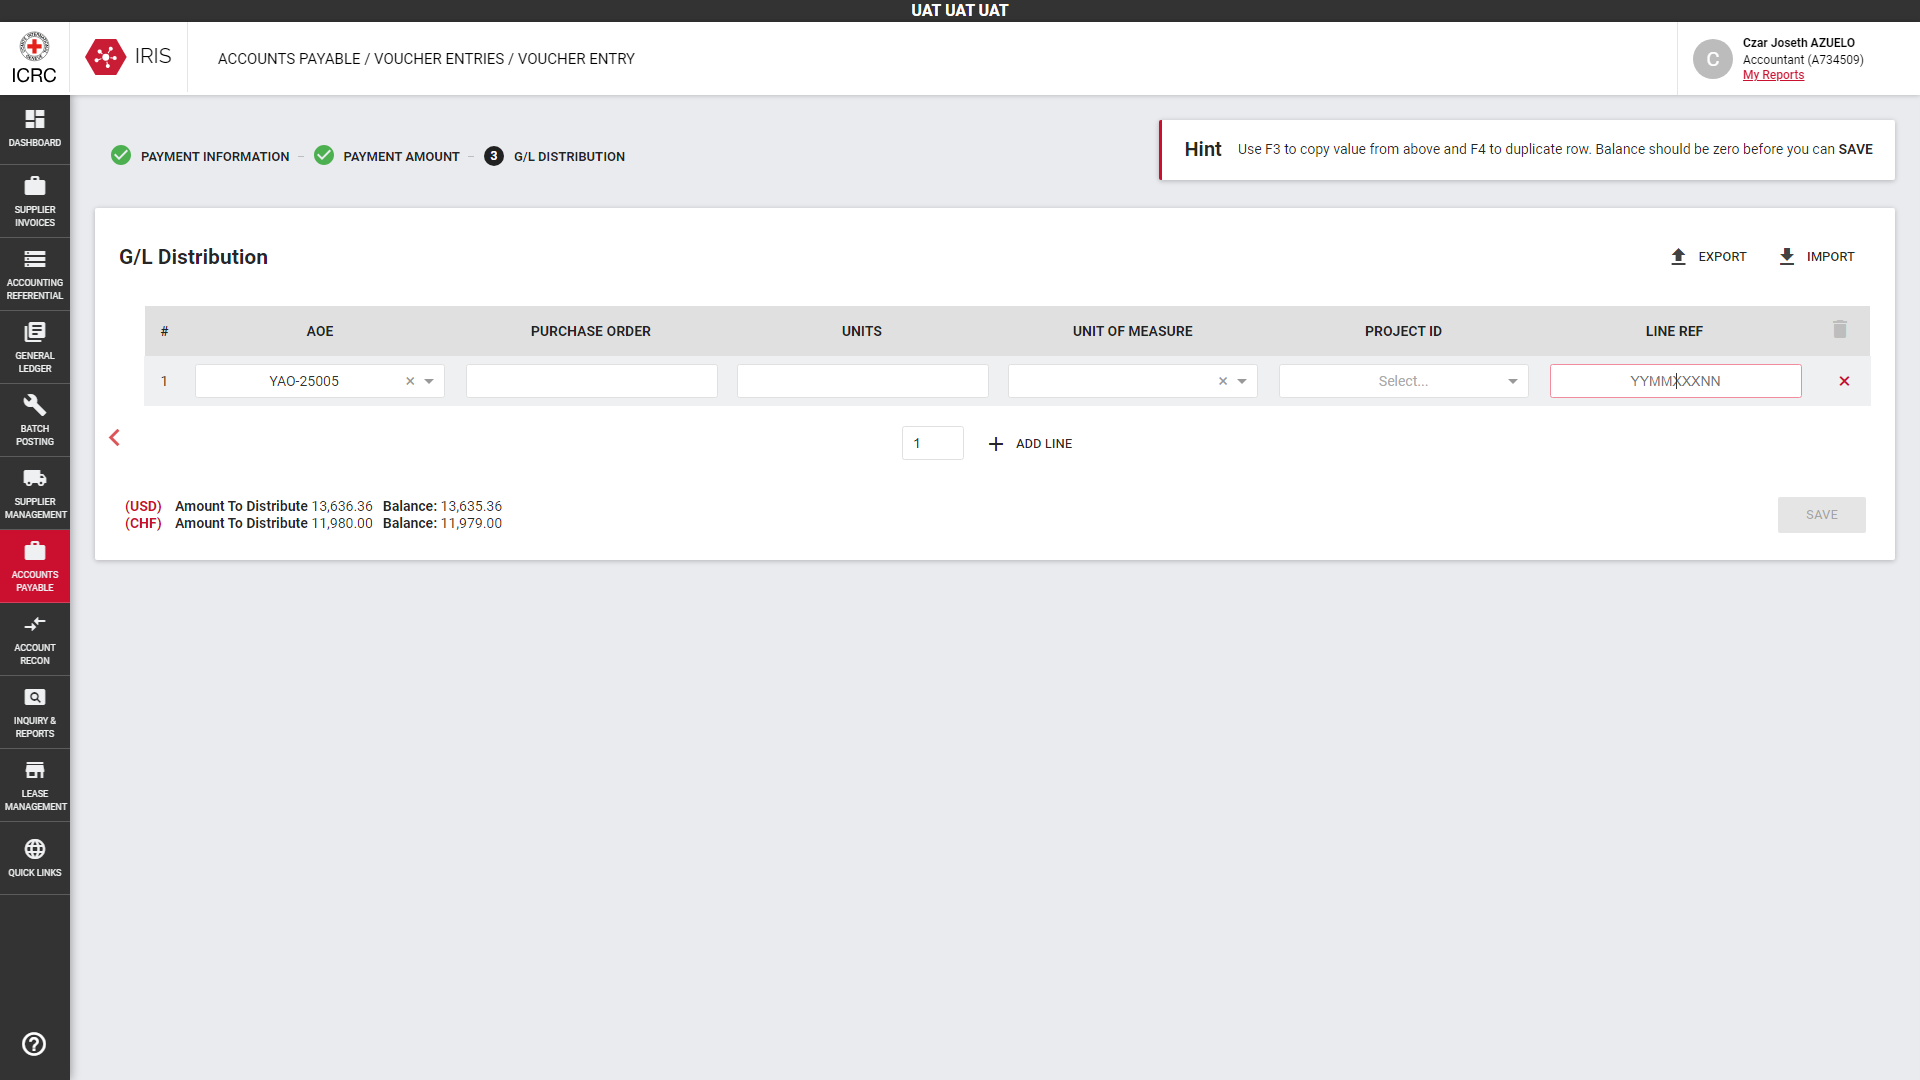 UAT UAT UAT
ICRC
IRIS
ACCOUNTS PAYABLE / VOUCHER ENTRIES / VOUCHER ENTRY
C
Czar Joseth AZUELO
Accountant (A734509)
My Reports
DASHBOARD
SUPPLIER
INVOICES
ACCOUNTING
REFERENTIAL
GENERAL
LEDGER
BATCH
POSTING
SUPPLIER
MANAGEMENT
ACCOUNTS
PAYABLE
ACCOUNT
RECON
INQUIRY &
REPORTS
LEASE
MANAGEMENT
QUICK LINKS
PAYMENT INFORMATION
PAYMENT AMOUNT
3 G/L DISTRIBUTION
Hint Use F3 to copy value from above and F4 to duplicate row. Balance should be zero before you can SAVE
G/L Distribution
EXPORT
IMPORT
# AOE PURCHASE ORDER UNITS UNIT OF MEASURE PROJECT ID LINE REF
1 YAO-25005 Select... YYMMXXXNN
1 ADD LINE
(USD) Amount To Distribute 13,636.36 Balance: 13,635.36
(CHF) Amount To Distribute 11,980.00 Balance: 11,979.00
SAVE